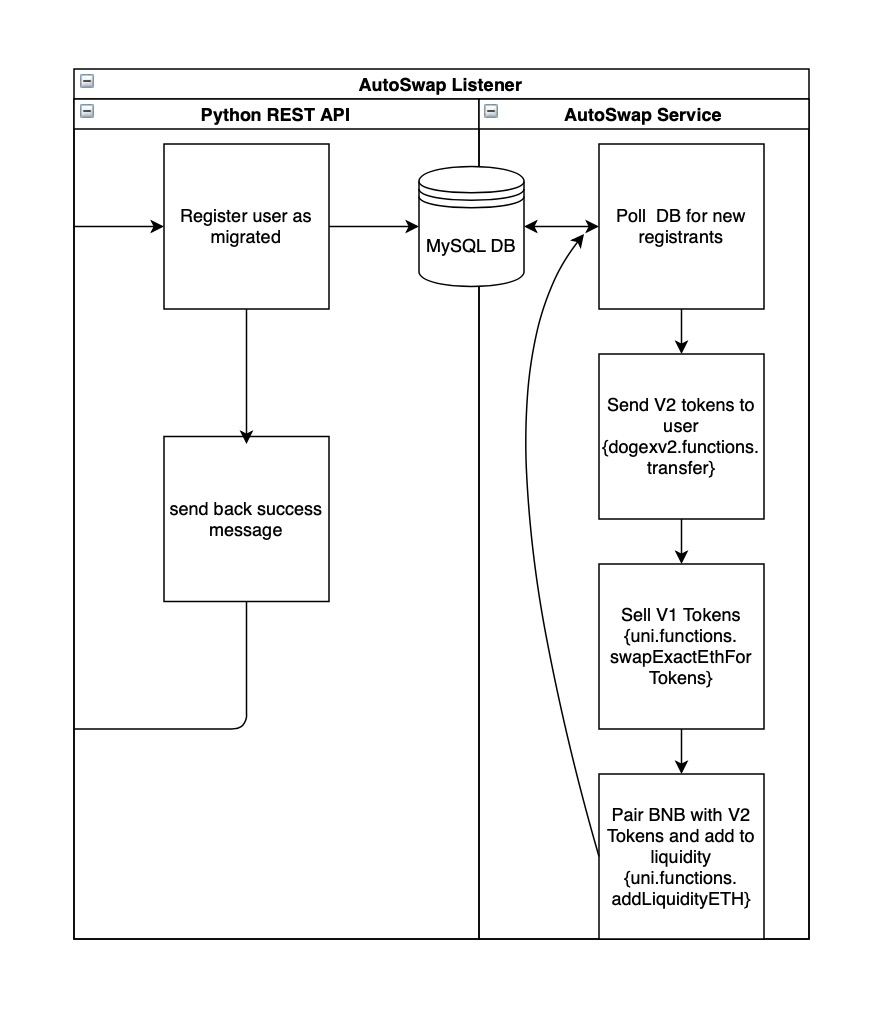 AutoSwap Listener
Python REST API
AutoSwap Service
Register user as
migrated
MySQL DB
Poll DB for new
registrants
send back success
message
Send V2 tokens to
user
{dogexv2.functions.
transfer}
Sell V1 Tokens
{uni.functions.
swapExactEthFor
Tokens}
Pair BNB with V2
Tokens and add to
liquidity
{uni.functions.
addLiquidityETH}